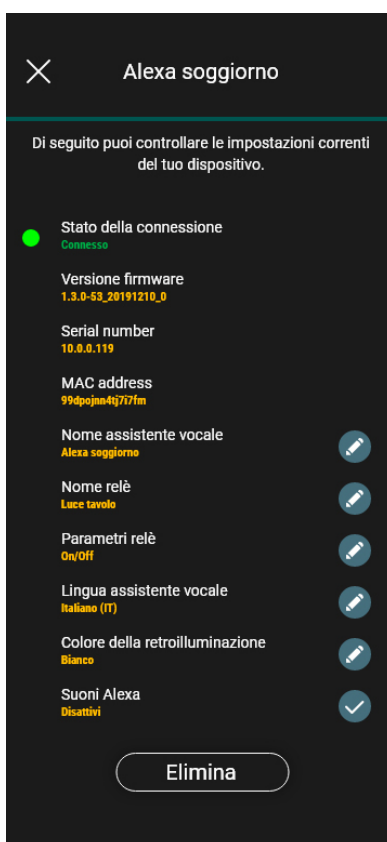 Alexa soggiorno
Di seguito puoi controllare le impostazioni correnti
del tuo dispositivo.
Stato della connessione
Connesso
Versione firmware
1.3.0-53_20191210_0
Serial number
10.0.0.119
MAC address
99dpojnn4tj7i7fm
Nome assistente vocale
Alexa soggiorno
Nome relè
Luce tavolo
Parametri relè
On/Off
Lingua assistente vocale
Italiano (IT)
Colore della retroilluminazione
Bianco
Suoni Alexa
Disattivi
Elimina